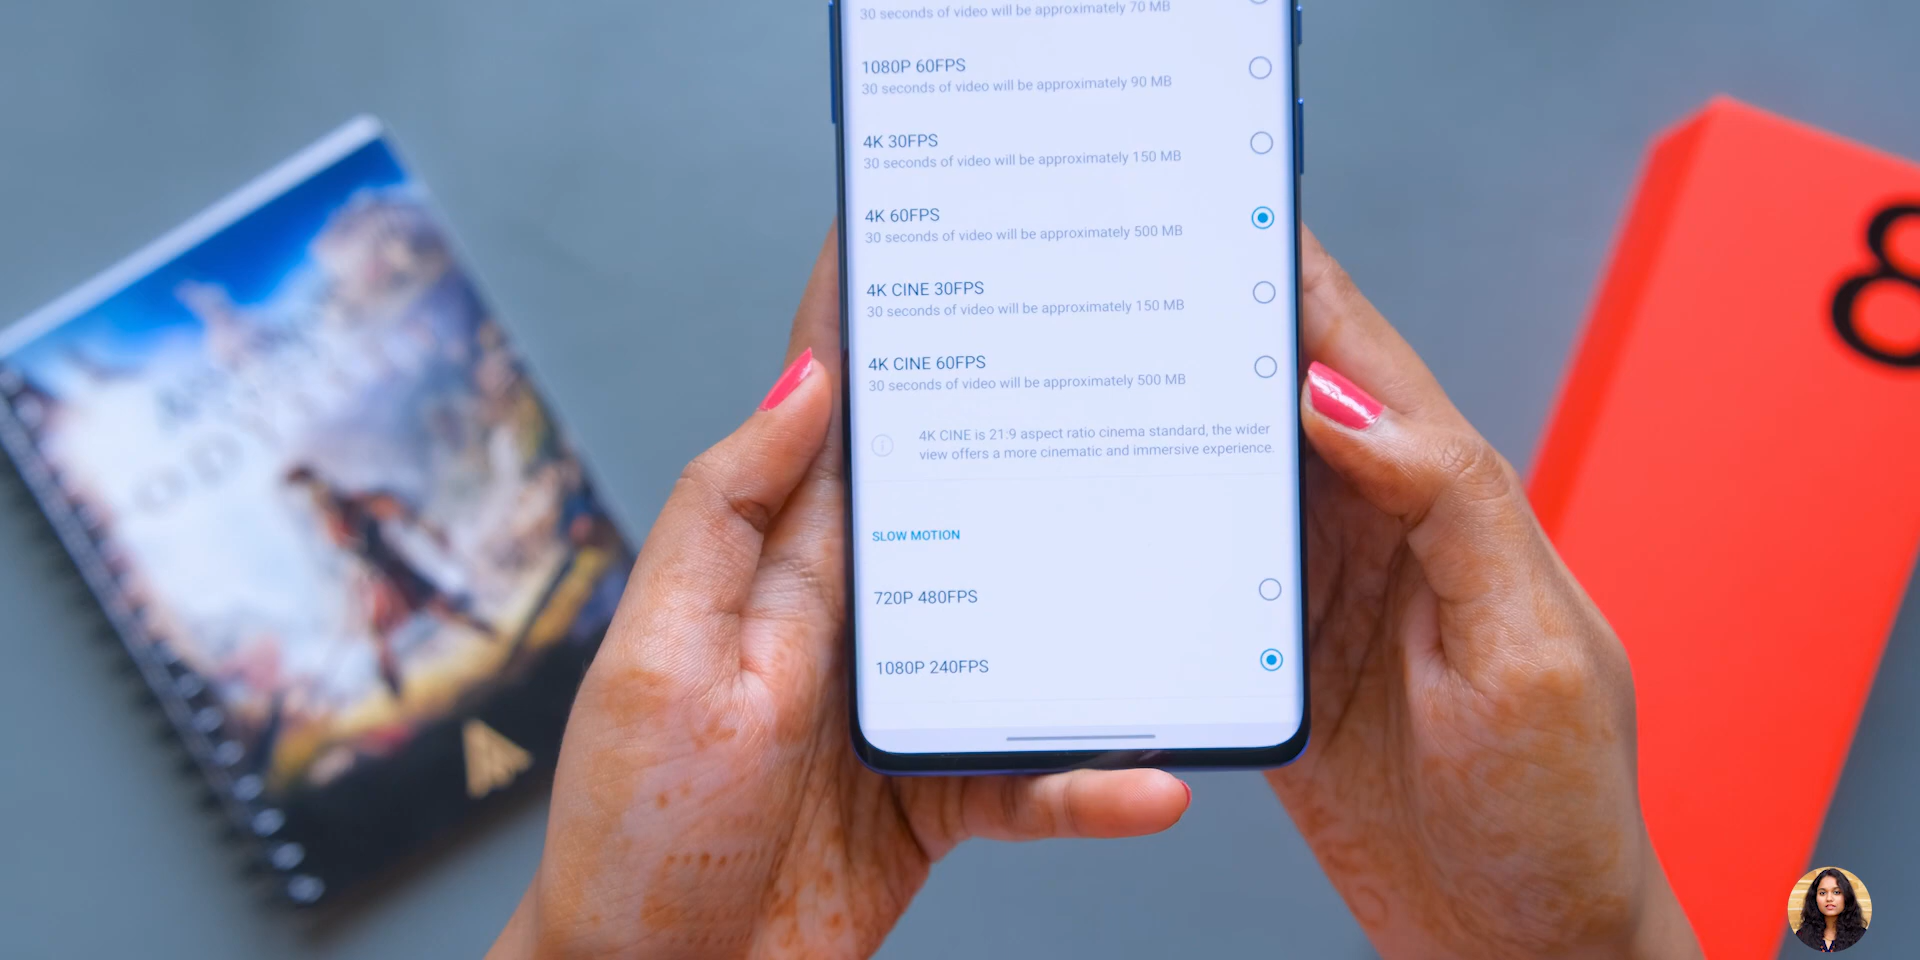 30 seconds of video will be approximately 70 MB
1080P 60FPS
30 seconds of video will be approximately 90 MB
4K 30FPS
30 seconds of video will be approximately 150 MB
4K 60FPS
30 seconds of video will be approximately 500 MB
4K CINE 30FPS
30 seconds of video will be approximately 150 MB
4K CINE 60FPS
30 seconds of video will be approximately 500 MB
4K CINE is 21:9 aspect ratio cinema standard, the wider
view offers a more cinematic and immersive experience.
SLOW MOTION
720P 480FPS
1080P 240FPS
8